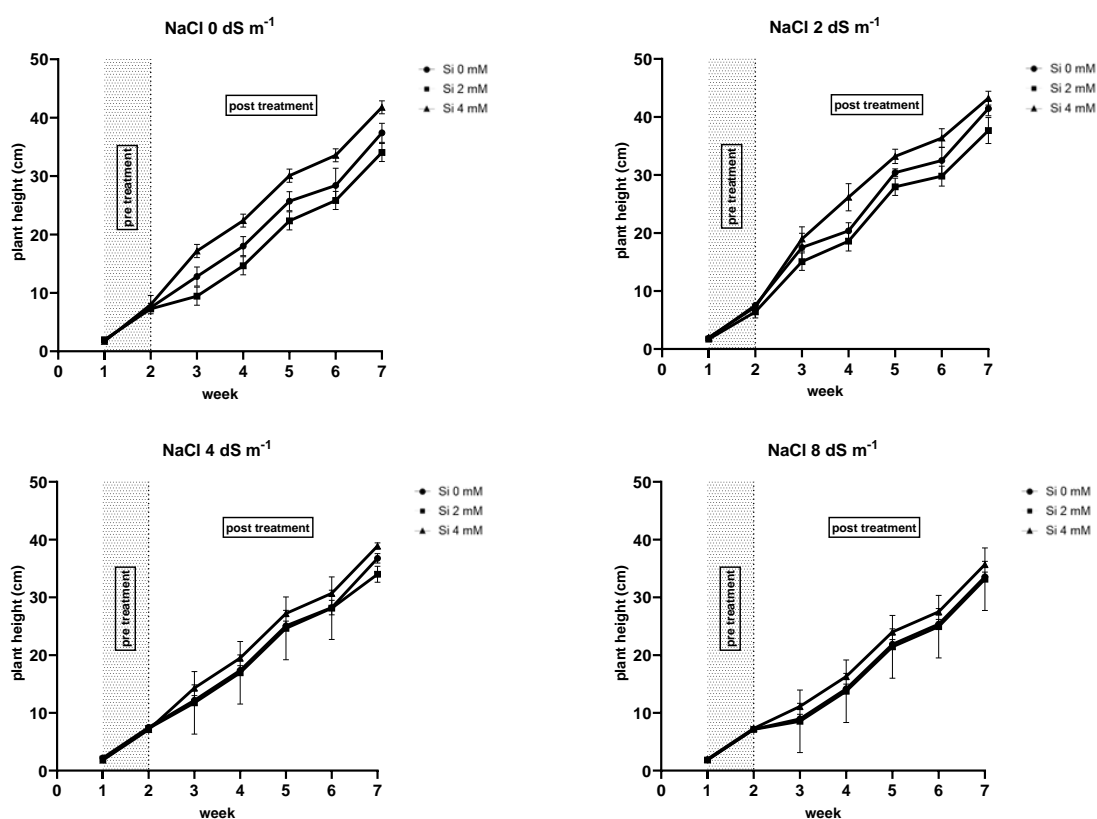 NaCl 0 dS m-1
50
40
30
20
10
0
plant height (cm)
pre treatment
post treatment
Si 0 mM
Si 2 mM
Si 4 mM
0 1 2 3 4 5 6 7
week
NaCl 2 dS m-1
50
40
30
20
10
0
plant height (cm)
pre treatment
post treatment
Si 0 mM
Si 2 mM
Si 4 mM
0 1 2 3 4 5 6 7
week
NaCl 4 dS m-1
50
40
30
20
10
0
plant height (cm)
pre treatment
post treatment
Si 0 mM
Si 2 mM
Si 4 mM
0 1 2 3 4 5 6 7
week
NaCl 8 dS m-1
50
40
30
20
10
0
plant height (cm)
pre treatment
post treatment
Si 0 mM
Si 2 mM
Si 4 mM
0 1 2 3 4 5 6 7
week